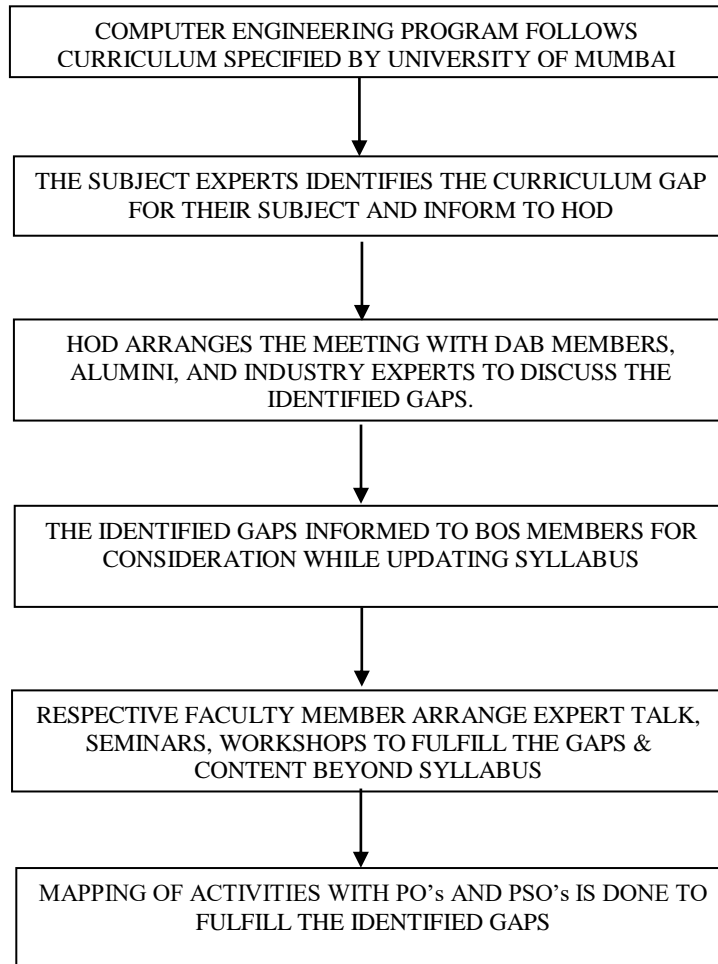 COMPUTER ENGINEERING PROGRAM FOLLOWS
CURRICULUM SPECIFIED BY UNIVERSITY OF MUMBAI
THE SUBJECT EXPERTS IDENTIFIES THE CURRICULUM GAP
FOR THEIR SUBJECT AND INFORM TO HOD
HOD ARRANGES THE MEETING WITH DAB MEMBERS,
ALUMINI, AND INDUSTRY EXPERTS TO DISCUSS THE
IDENTIFIED GAPS.
THE IDENTIFIED GAPS INFORMED TO BOS MEMBERS FOR
CONSIDERATION WHILE UPDATING SYLLABUS
RESPECTIVE FACULTY MEMBER ARRANGE EXPERT TALK,
SEMINARS, WORKSHOPS TO FULFILL THE GAPS &
CONTENT BEYOND SYLLABUS
MAPPING OF ACTIVITIES WITH PO’s AND PSO’s IS DONE TO
FULFILL THE IDENTIFIED GAPS